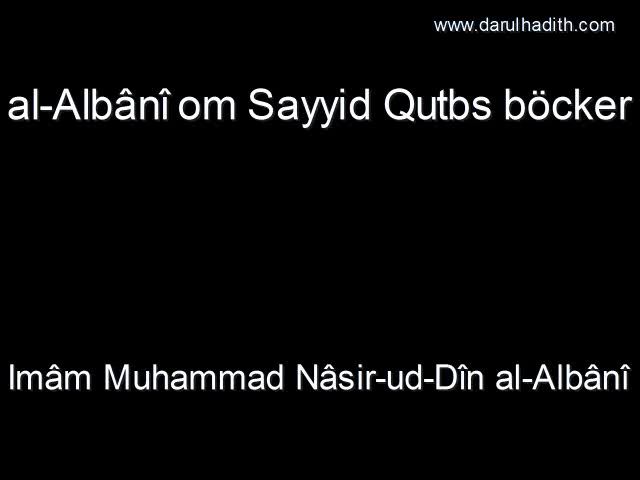 www.darulhadith.com
al-Albânî om Sayyid Qutbs böcker
Imâm Muhammad Nâsir-ud-Dîn al-Albânî